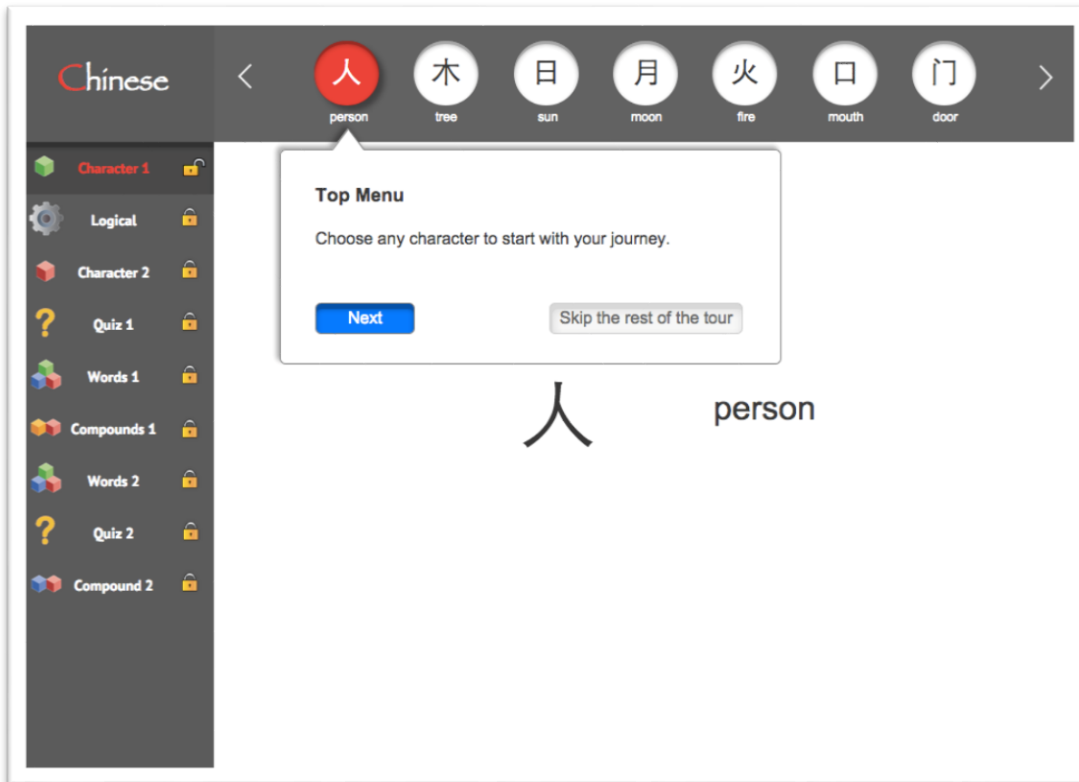 Chinese
人 木 日 月 火 口 门
person tree sun moon fire mouth door
Character 1
Logical
Character 2
Quiz 1
Words 1
Compounds 1
Words 2
Quiz 2
Compound 2
Top Menu
Choose any character to start with your journey.
Next Skip the rest of the tour
人 person